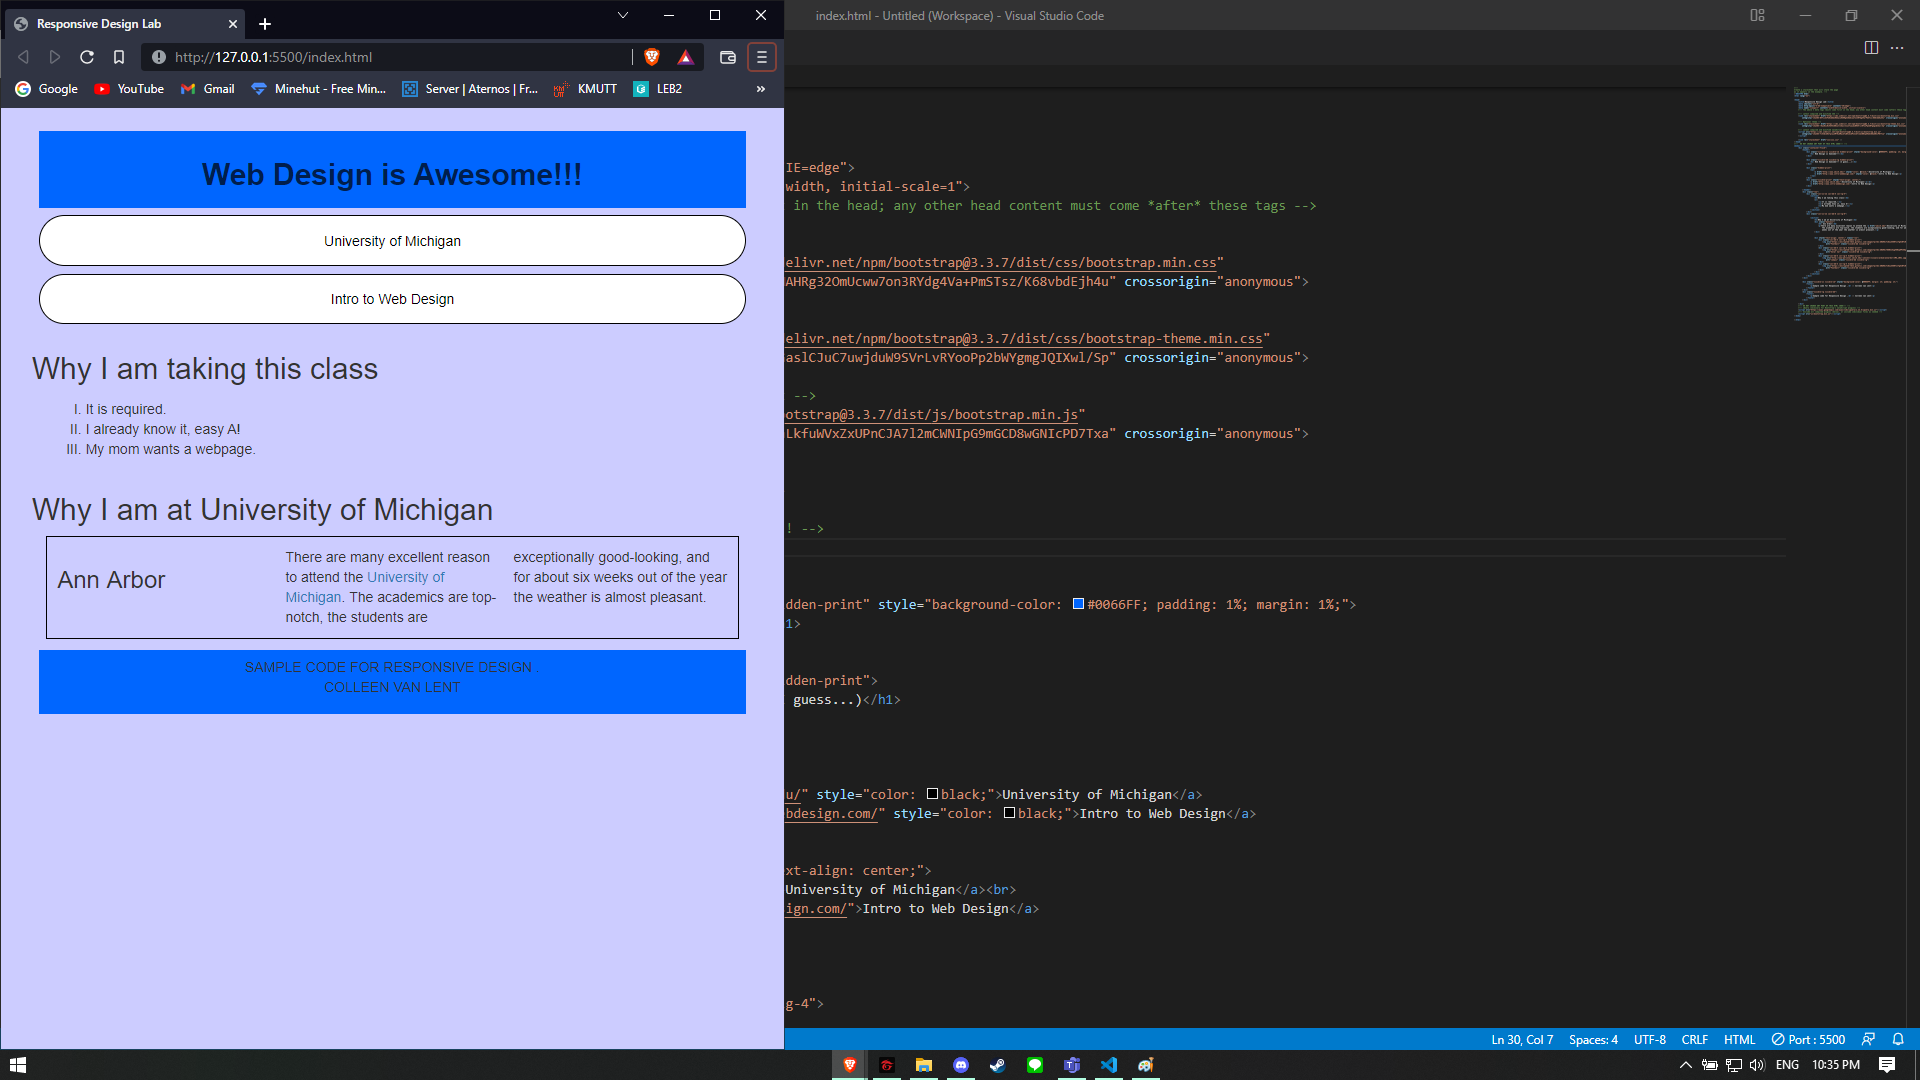 Responsive Design Lab
http://127.0.0.1:5500/index.html
Google YouTube Gmail Minehut - Free Min... Server | Aternos | Fr... KMUTT LEB2 »
Web Design is Awesome!!!
University of Michigan
Intro to Web Design
Why I am taking this class
I. It is required.
II. I already know it, easy A!
III. My mom wants a webpage.
Why I am at University of Michigan
Ann Arbor
There are many excellent reason
to attend the University of
Michigan. The academics are top-
notch, the students are
exceptionally good-looking, and
for about six weeks out of the year
the weather is almost pleasant.
SAMPLE CODE FOR RESPONSIVE DESIGN .
COLLEEN VAN LENT
index.html - Untitled (Workspace) - Visual Studio Code
IE=edge">
width, initial-scale=1">
in the head; any other head content must come *after* these tags -->
elivr.net/npm/bootstrap@3.3.7/dist/css/bootstrap.min.css"
AHRg32OmUcww7on3RYdg4Va+PmSTsz/K68vbdEjh4u" crossorigin="anonymous">
elivr.net/npm/bootstrap@3.3.7/dist/css/bootstrap-theme.min.css"
aslCJuC7uwjduW9SVrLvRYooPp2bWYgmgJQIXwl/Sp" crossorigin="anonymous">
-->
otstrap@3.3.7/dist/js/bootstrap.min.js"
LkfuWVxZxUPnCJA7l2mCWNIpG9mGCD8wGNIcPD7Txa" crossorigin="anonymous">
! -->
dden-print" style="background-color: #0066FF; padding: 1%; margin: 1%;">
1>
dden-print">
guess...)</h1>
u/" style="color: black;">University of Michigan</a>
bdesign.com/" style="color: black;">Intro to Web Design</a>
xt-align: center;">
University of Michigan</a><br>
ign.com/">Intro to Web Design</a>
g-4">
Ln 30, Col 7 Spaces: 4 UTF-8 CRLF HTML Port : 5500
ENG 10:35 PM